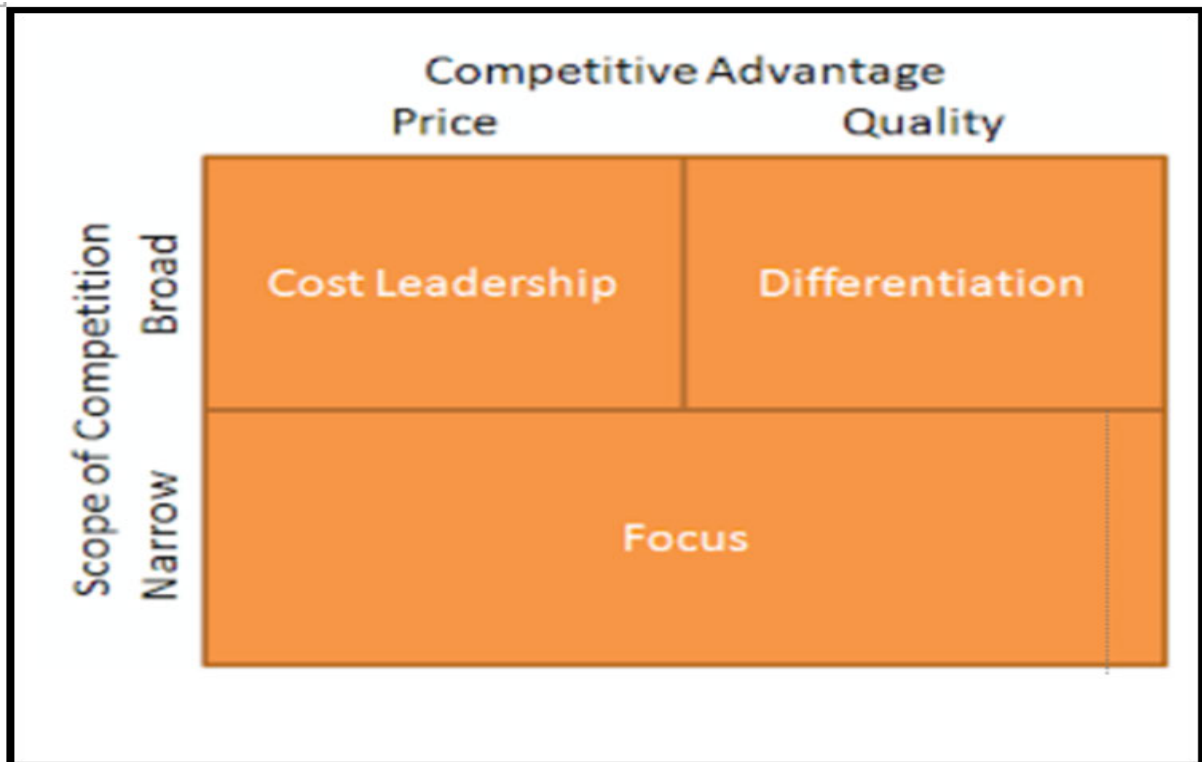 Competitive Advantage
Price Quality
Scope of Competition
Broad
Cost Leadership Differentiation
Narrow
Focus